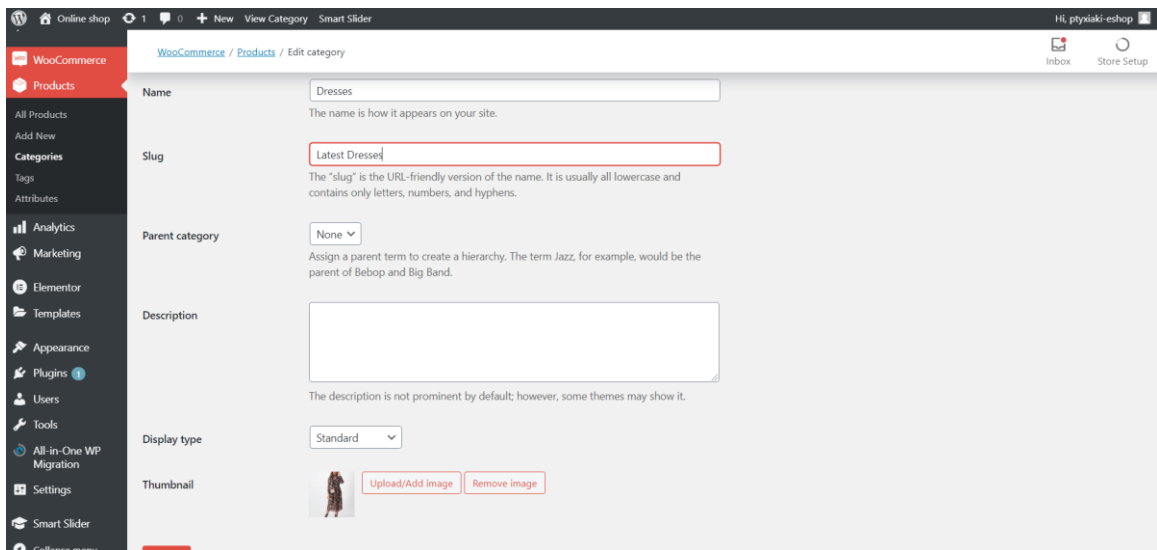 Online shop 1 0 New View Category Smart Slider Hi, ptyxiaki-eshop
WooCommerce / Products / Edit category
Inbox
Store Setup
WooCommerce
Products
All Products
Add New
Categories
Tags
Attributes
Analytics
Marketing
Elementor
Templates
Appearance
Plugins 1
Users
Tools
All-in-One WP
Migration
Settings
Smart Slider
Collapse menu
Name
Dresses
The name is how it appears on your site.
Slug
Latest Dresses
The “slug” is the URL-friendly version of the name. It is usually all lowercase and
contains only letters, numbers, and hyphens.
Parent category
None
Assign a parent term to create a hierarchy. The term Jazz, for example, would be the
parent of Bebop and Big Band.
Description
The description is not prominent by default; however, some themes may show it.
Display type
Standard
Thumbnail
Upload/Add image
Remove image